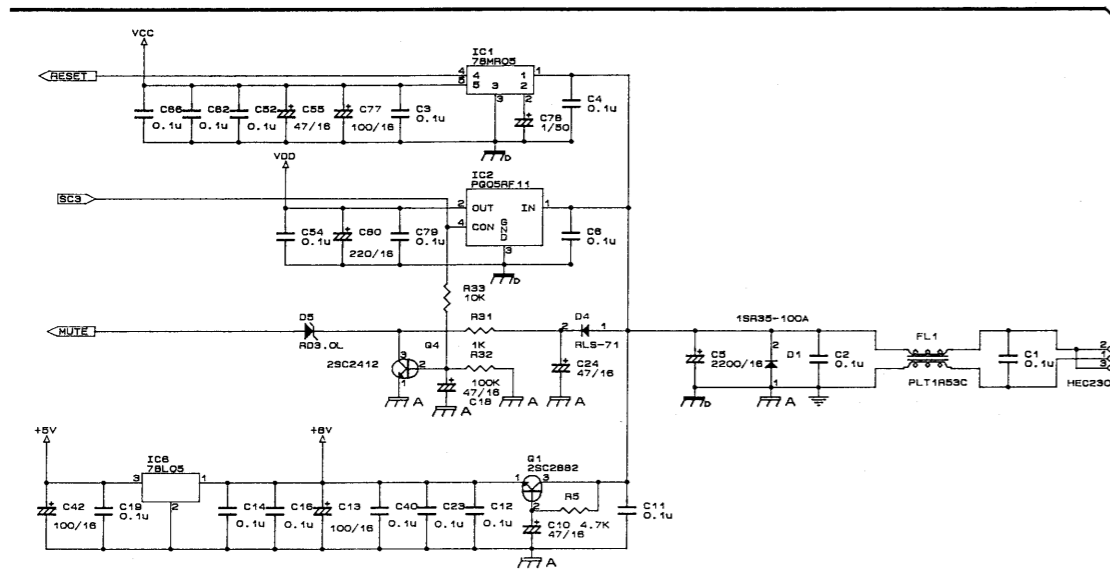 VCC
RESET
IC1
78MR05
4 4 1 1
5 5 3 2
3 2
C66
0.1u
C62
0.1u
C52
0.1u
C55
47/16
C77
100/16
C3
0.1u
C78
1/50
C4
0.1u
D
VDD
SC3
IC2
PQ05RF11
2 OUT IN 1
4 CON GND
3
C54
0.1u
C80
220/16
C79
0.1u
C6
0.1u
D
R33
10K
MUTE
D5
RD3.0L
R31
1K
D4
2 1
RLS-71
Q4
2SC2412
3
2
1
R32
100K
47/16
C18
C24
47/16
A A A A
1SR35-100A
C5
2200/16
2
D1
1
C2
0.1u
FL1
PLT1R53C
C1
0.1u
2
1
3
HEC230
D A
+5V
IC6
78L05
3 1
2
+8V
Q1
2SC2882
1 3
2
R5
4.7K
C42
100/16
C19
0.1u
C14
0.1u
C16
0.1u
C13
100/16
C40
0.1u
C23
0.1u
C12
0.1u
C10
47/16
C11
0.1u
A